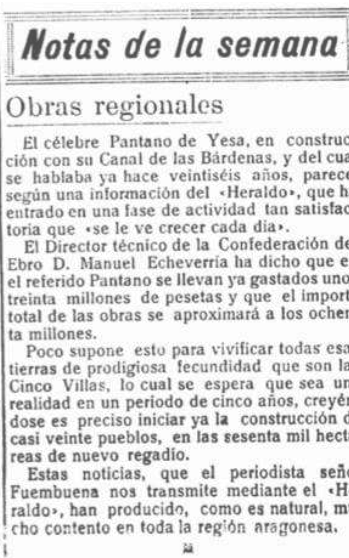 Notas de la semana
Obras regionales
El célebre Pantano de Yesa, en construc
ción con su Canal de las Bárdenas, y del cua
se hablaba ya hace veintiséis años, parece
según una información del «Heraldo», que h
entrado en una fase de actividad tan satisfac
toria que «se le ve crecer cada día».
El Director técnico de la Confederación de
Ebro D. Manuel Echeverría ha dicho que e
el referido Pantano se llevan ya gastados uno
treinta millones de pesetas y que el import
total de las obras se aproximará a los ochen
ta millones.
Poco supone esto para vivificar todas esa
tierras de prodigiosa fecundidad que son la
Cinco Villas, lo cual se espera que sea un
realidad en un periodo de cinco años, creyén
dose es preciso iniciar ya la construcción d
casi veinte pueblos, en las sesenta mil hect
reas de nuevo regadío.
Estas noticias, que el periodista seño
Fuembuena nos transmite mediante el «H
raldo», han producido, como es natural, m
cho contento en toda la región aragonesa.